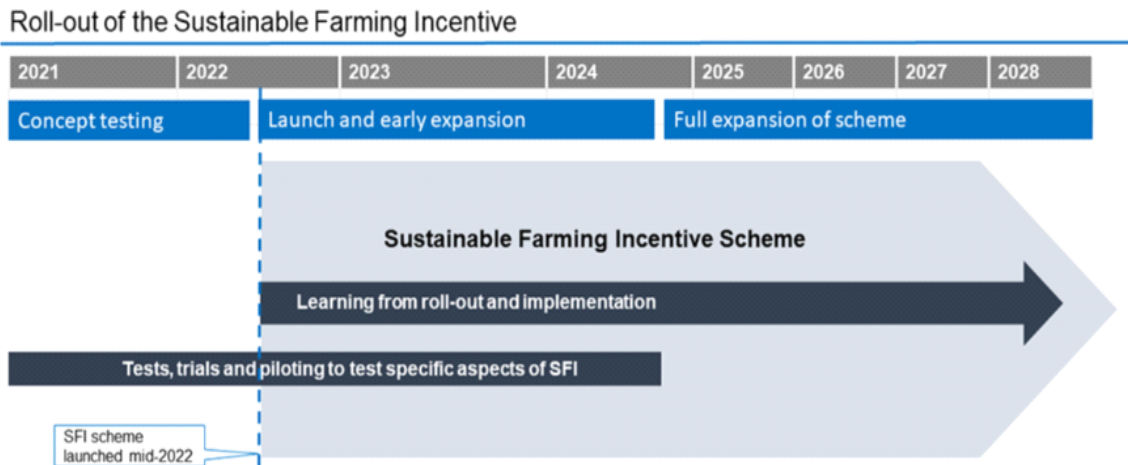 Roll-out of the Sustainable Farming Incentive
2021 2022 2023 2024 2025 2026 2027 2028
Concept testing Launch and early expansion Full expansion of scheme
Sustainable Farming Incentive Scheme
Learning from roll-out and implementation
Tests, trials and piloting to test specific aspects of SFI
SFI scheme
launched mid-2022